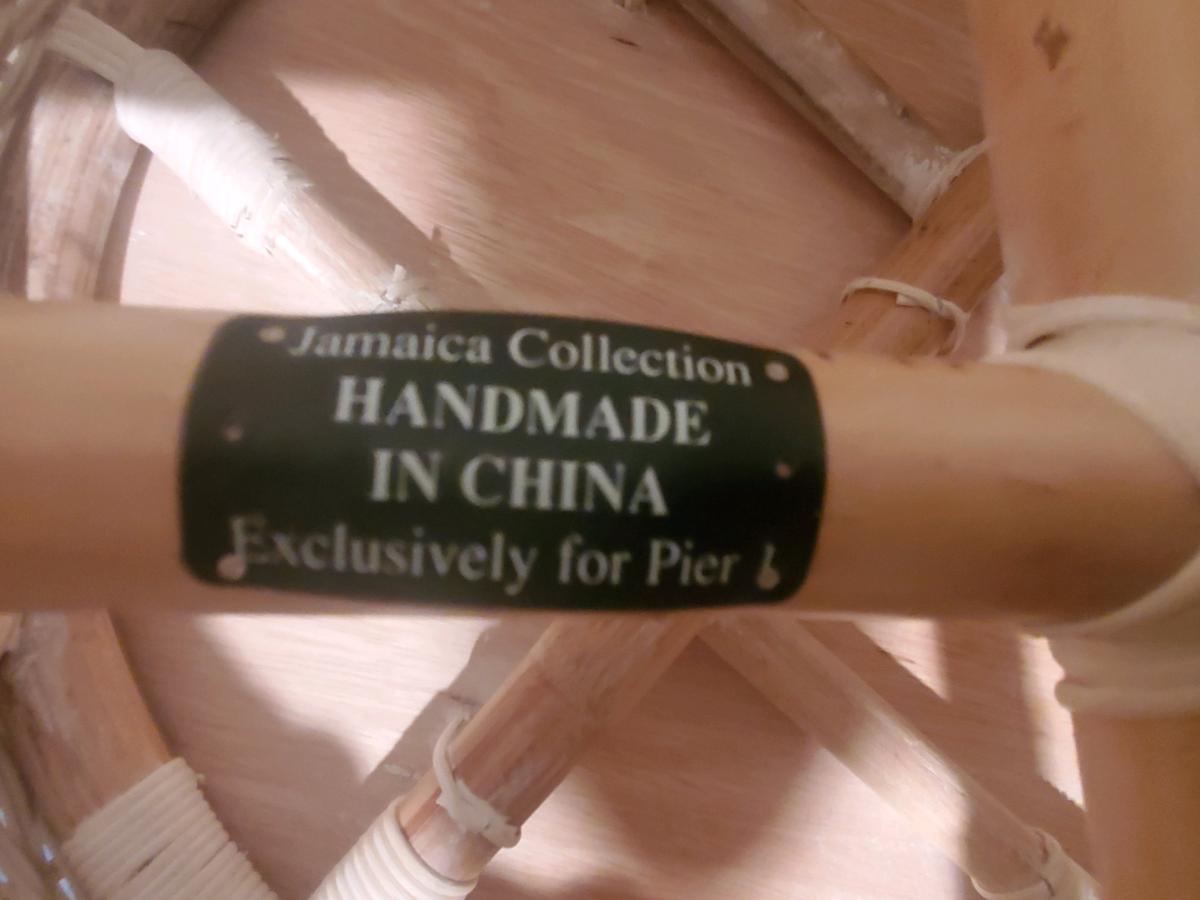 Jamaica Collection
HANDMADE
IN CHINA
Exclusively for Pier 1